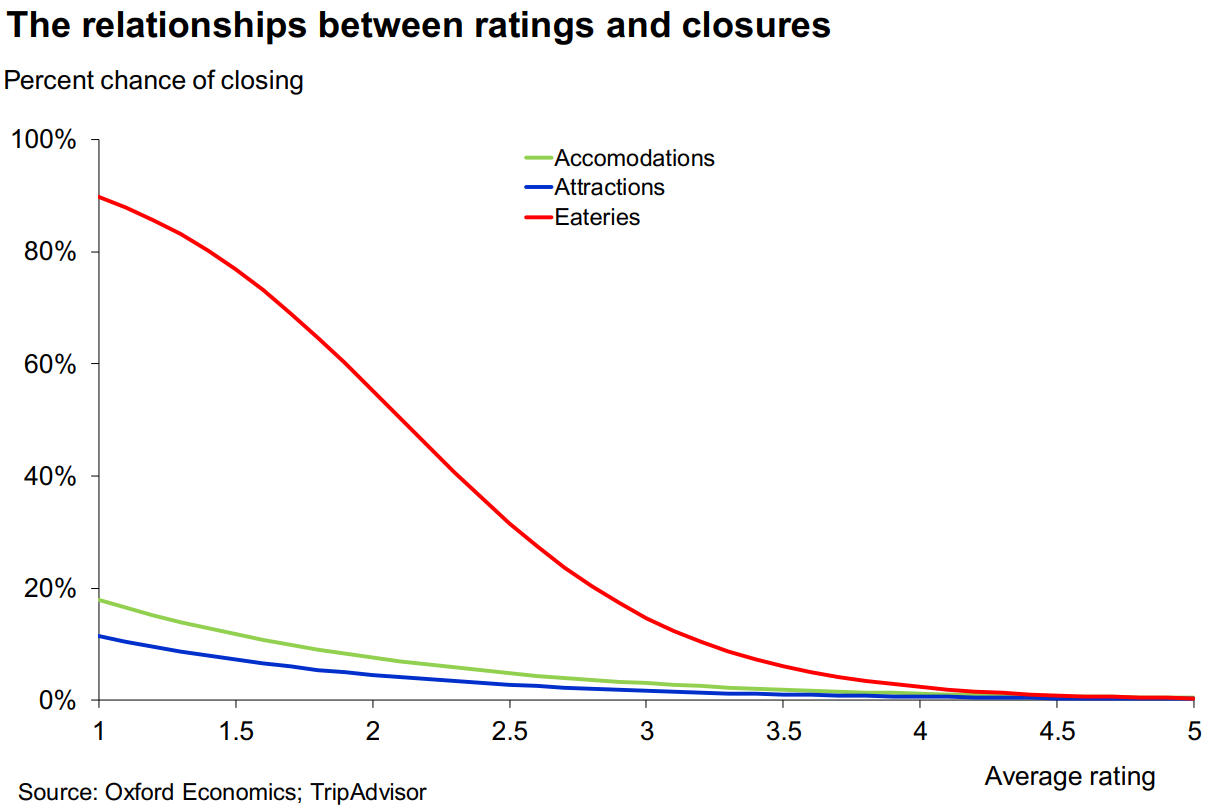 The relationships between ratings and closures
Percent chance of closing
100%
80%
60%
40%
20%
0%
Accomodations
Attractions
Eateries
1 1.5 2 2.5 3 3.5 4 4.5 5
Average rating
Source: Oxford Economics; TripAdvisor